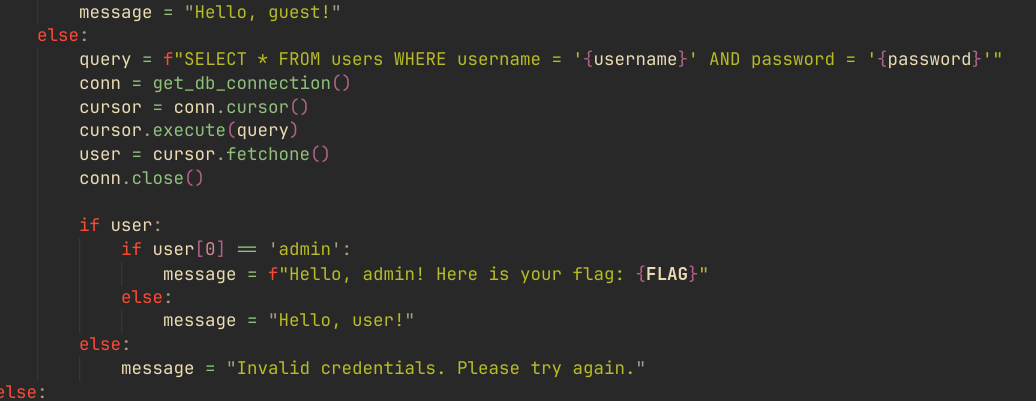 message = "Hello, guest!"
else:
query = f"SELECT * FROM users WHERE username = '{username}' AND password = '{password}'"
conn = get_db_connection()
cursor = conn.cursor()
cursor.execute(query)
user = cursor.fetchone()
conn.close()
if user:
if user[0] == 'admin':
message = f"Hello, admin! Here is your flag: {FLAG}"
else:
message = "Hello, user!"
else:
message = "Invalid credentials. Please try again."
else: